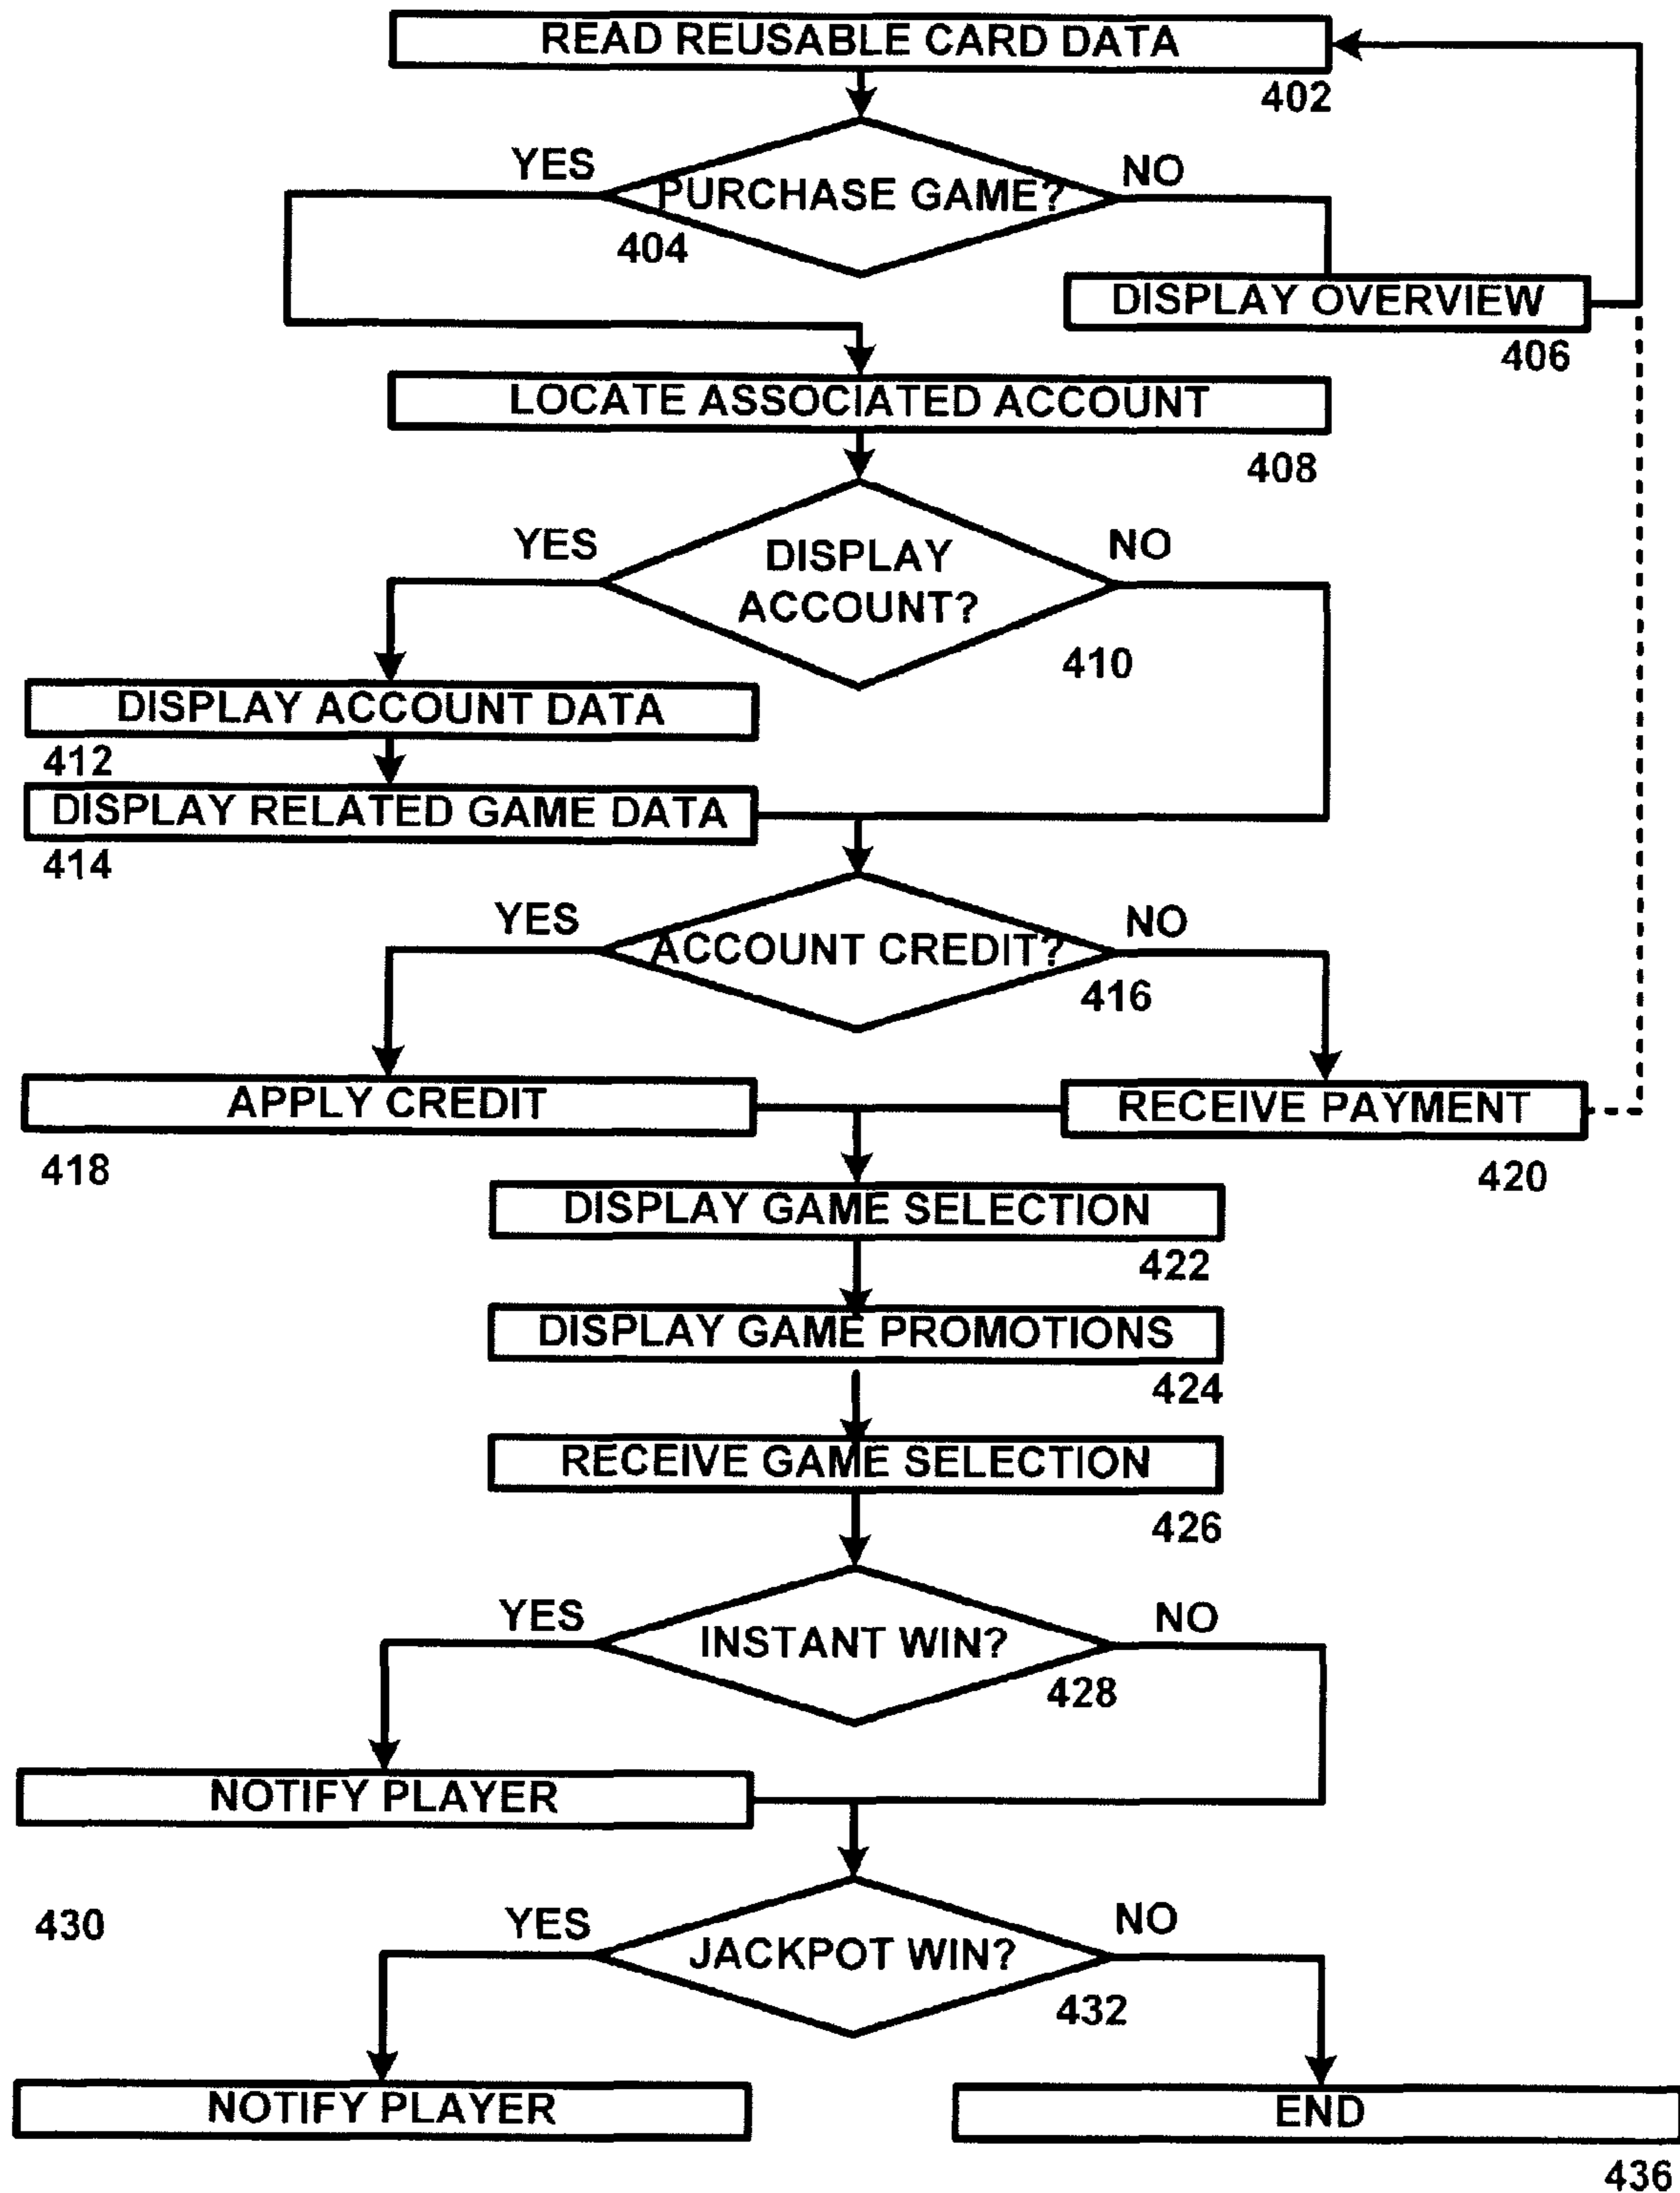 READ REUSABLE CARD DATA
402
YES
NO
PURCHASE GAME?
404
DISPLAY OVERVIEW
406
LOCATE ASSOCIATED ACCOUNT
408
YES
NO
DISPLAY
ACCOUNT?
410
DISPLAY ACCOUNT DATA
412
DISPLAY RELATED GAME DATA
414
YES
NO
ACCOUNT CREDIT?
416
APPLY CREDIT
RECEIVE PAYMENT
418
420
DISPLAY GAME SELECTION
422
DISPLAY GAME PROMOTIONS
424
RECEIVE GAME SELECTION
426
YES
NO
INSTANT WIN?
428
NOTIFY PLAYER
430
YES
NO
JACKPOT WIN?
432
NOTIFY PLAYER
END
436